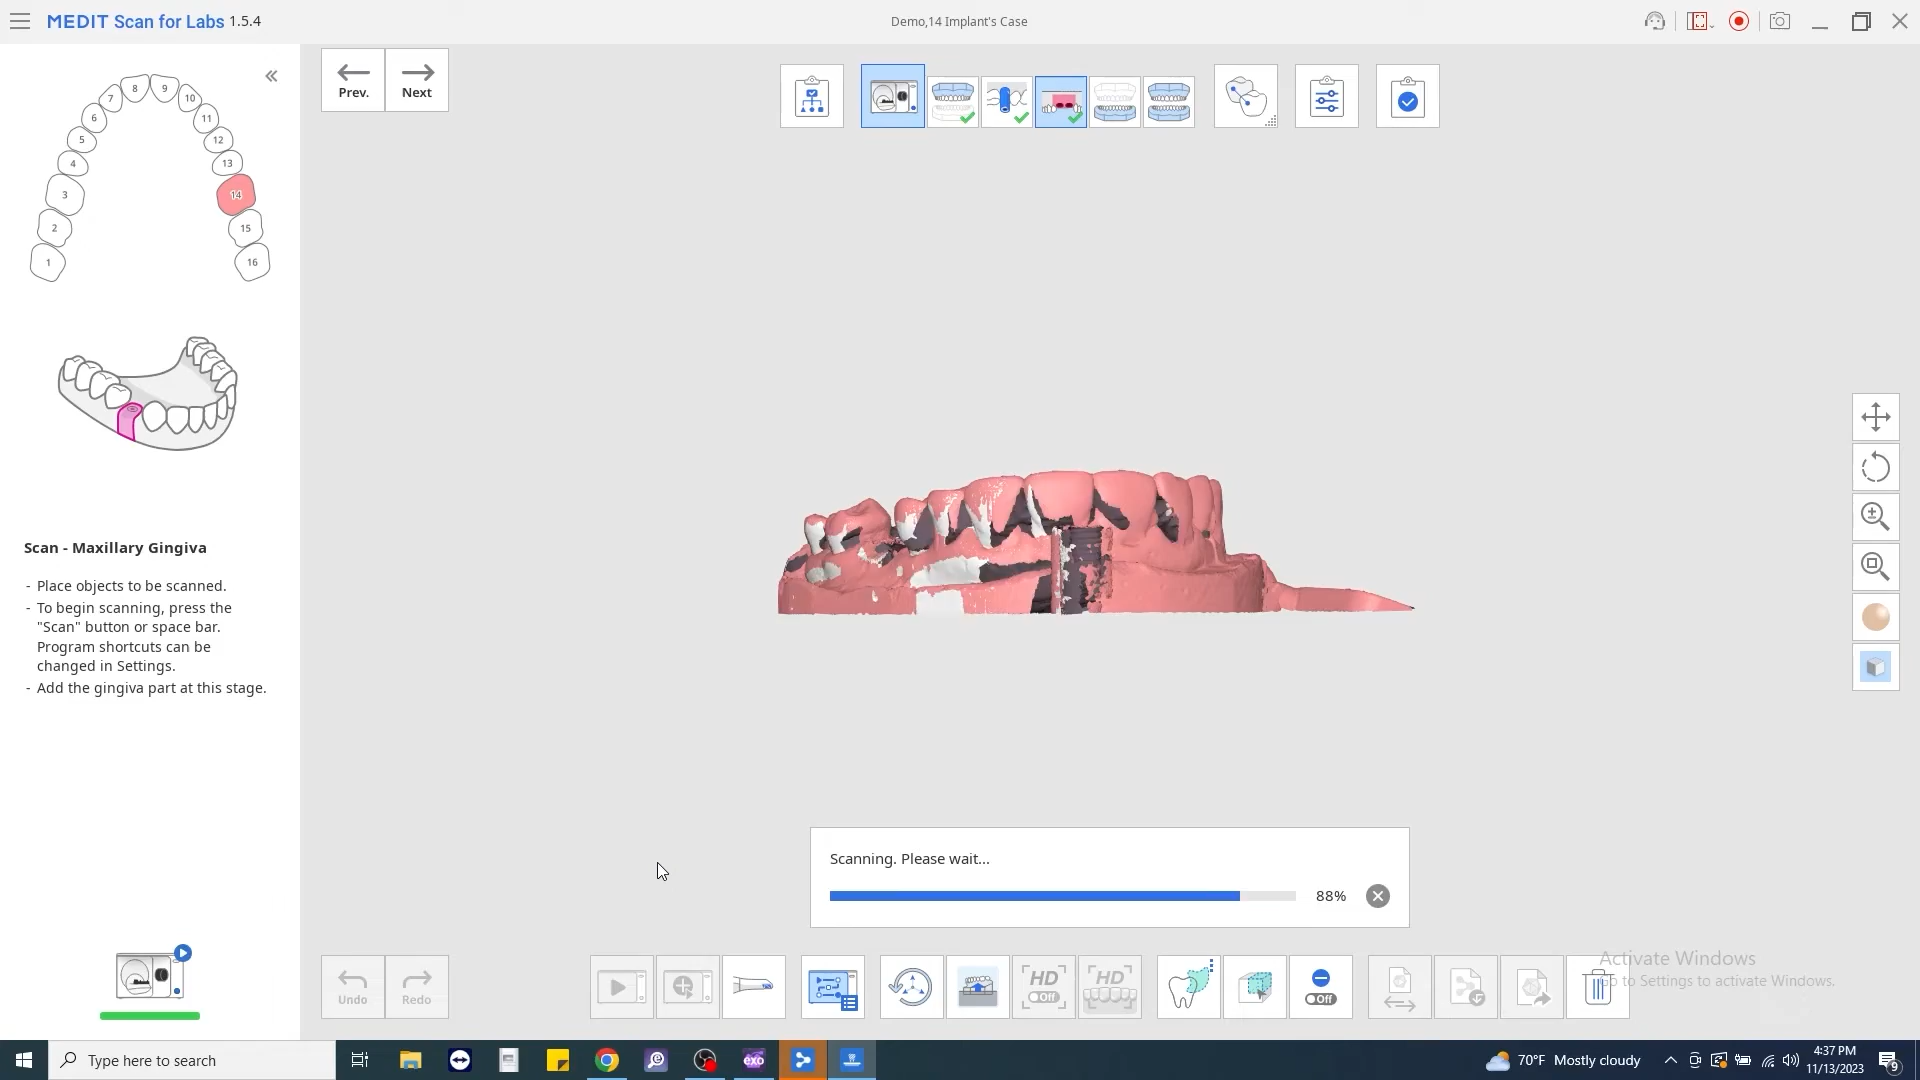 MEDIT Scan for Labs 1.5.4
Demo,14 Implant's Case
Prev.
Next
7 8 9 10
6 11
5 12
4 13
3 14
2 15
1 16
Scan - Maxillary Gingiva
- Place objects to be scanned.
- To begin scanning, press the
"Scan" button or space bar.
Program shortcuts can be
changed in Settings.
- Add the gingiva part at this stage.
Scanning. Please wait...
88%
Undo
Redo
HD
Off
HD
Off
Activate Windows
Go to Settings to activate Windows.
Type here to search
exo
70°F Mostly cloudy
4:37 PM
11/13/2023
9